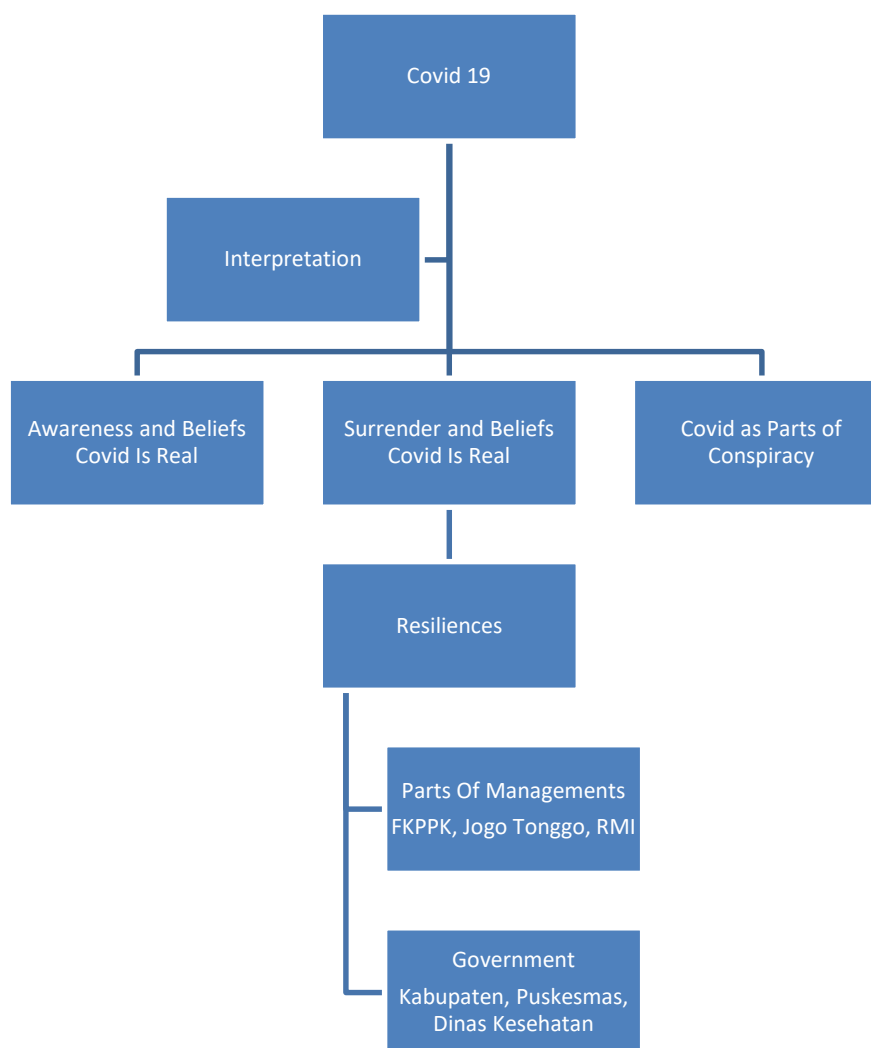 Covid 19
Interpretation
Awareness and Beliefs
Covid Is Real
Surrender and Beliefs
Covid Is Real
Covid as Parts of
Conspiracy
Resiliences
Parts Of Managements
FKPPK, Jogo Tonggo, RMI
Government
Kabupaten, Puskesmas,
Dinas Kesehatan